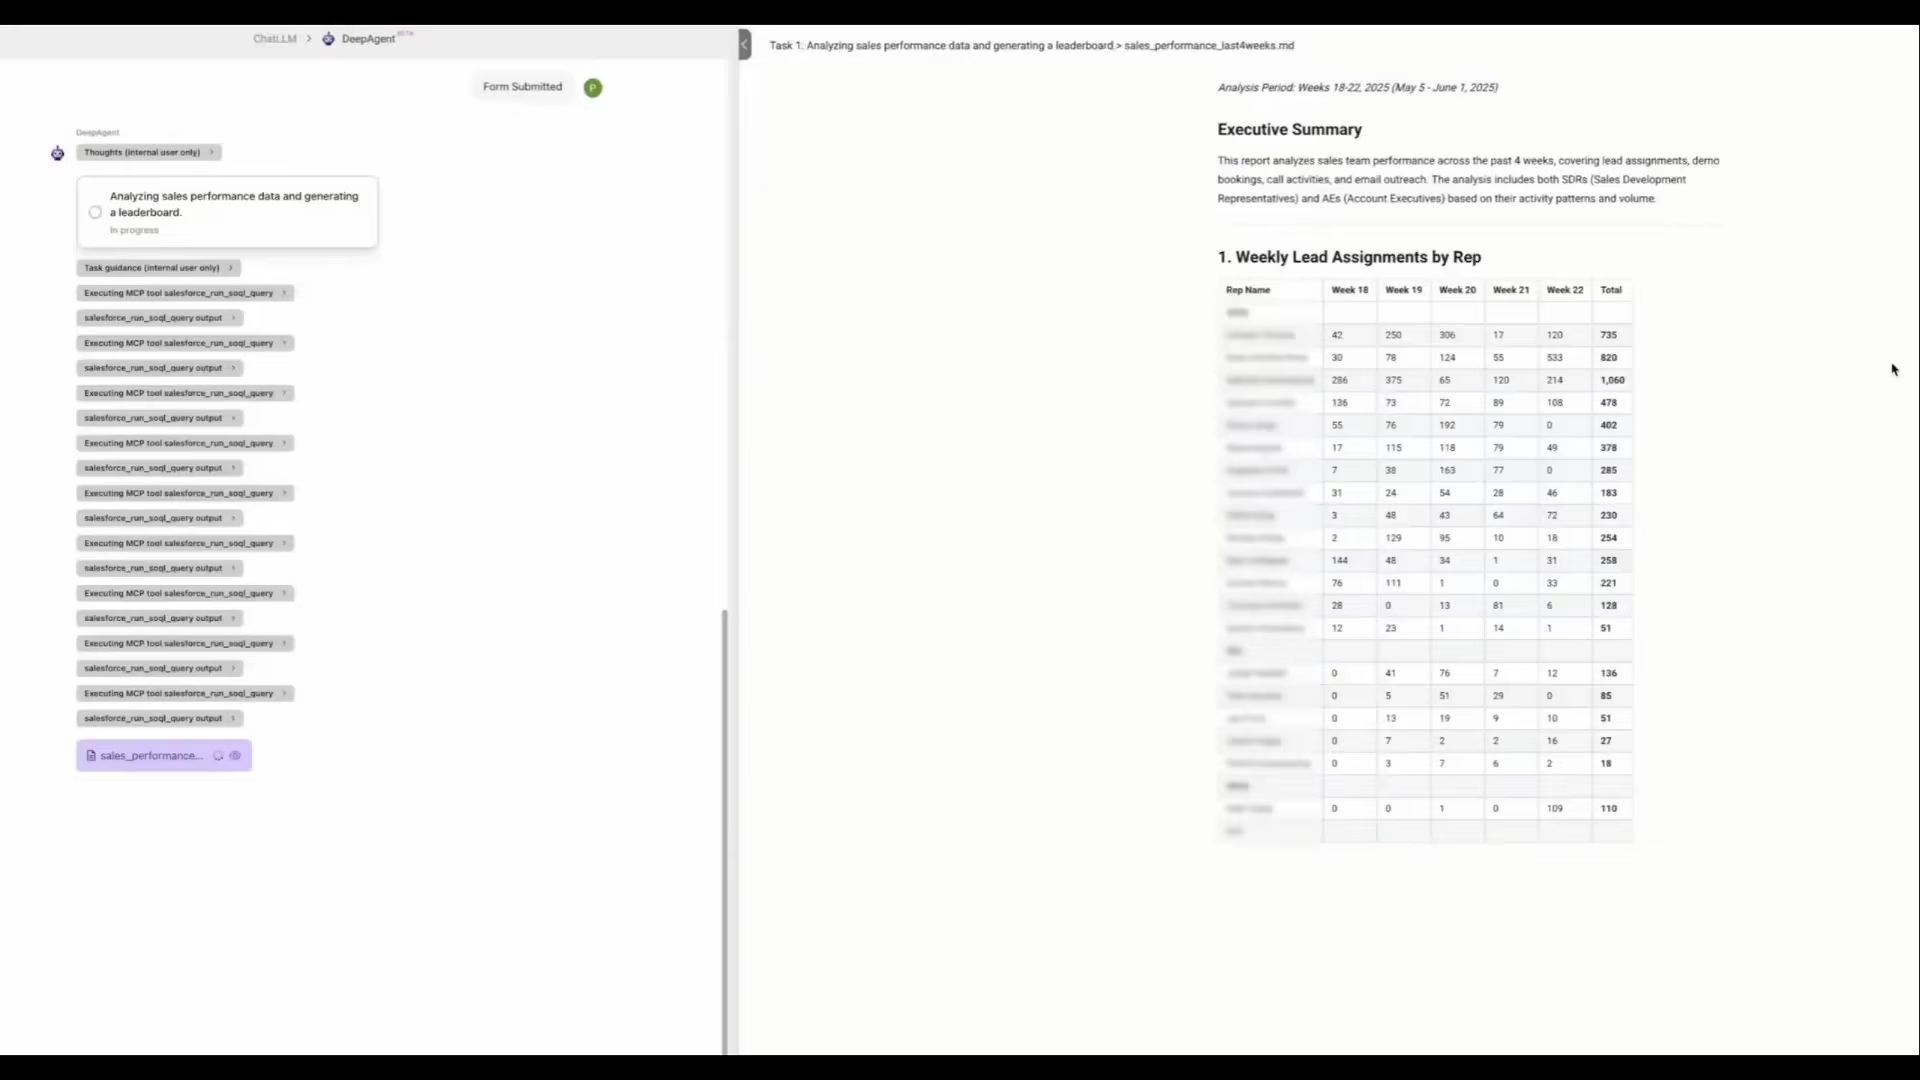 ChatLLM > DeepAgent BETA
Form Submitted P
DeepAgent
Thoughts (internal user only) >
Analyzing sales performance data and generating
a leaderboard.
In progress
Task guidance (internal user only) >
Executing MCP tool salesforce_run_soql_query >
salesforce_run_soql_query output >
Executing MCP tool salesforce_run_soql_query >
salesforce_run_soql_query output >
Executing MCP tool salesforce_run_soql_query >
salesforce_run_soql_query output >
Executing MCP tool salesforce_run_soql_query >
salesforce_run_soql_query output >
Executing MCP tool salesforce_run_soql_query >
salesforce_run_soql_query output >
Executing MCP tool salesforce_run_soql_query >
salesforce_run_soql_query output >
Executing MCP tool salesforce_run_soql_query >
salesforce_run_soql_query output >
Executing MCP tool salesforce_run_soql_query >
salesforce_run_soql_query output >
Executing MCP tool salesforce_run_soql_query >
salesforce_run_soql_query output >
sales_performance...
Task 1: Analyzing sales performance data and generating a leaderboard.> sales_performance_last4weeks.md
Analysis Period: Weeks 18-22, 2025 (May 5 - June 1, 2025)
Executive Summary
This report analyzes sales team performance across the past 4 weeks, covering lead assignments, demo
bookings, call activities, and email outreach. The analysis includes both SDRs (Sales Development
Representatives) and AEs (Account Executives) based on their activity patterns and volume.
1. Weekly Lead Assignments by Rep
Rep Name Week 18 Week 19 Week 20 Week 21 Week 22 Total
42 250 306 17 120 735
30 78 124 55 533 820
286 375 65 120 214 1,060
136 73 72 89 108 478
55 76 192 79 0 402
17 115 118 79 49 378
7 38 163 77 0 285
31 24 54 28 46 183
3 48 43 64 72 230
2 129 95 10 18 254
144 48 34 1 31 258
76 111 1 0 33 221
28 0 13 81 6 128
12 23 1 14 1 51
0 41 76 7 12 136
0 5 51 29 0 85
0 13 19 9 10 51
0 7 2 2 16 27
0 3 7 6 2 18
0 0 1 0 109 110